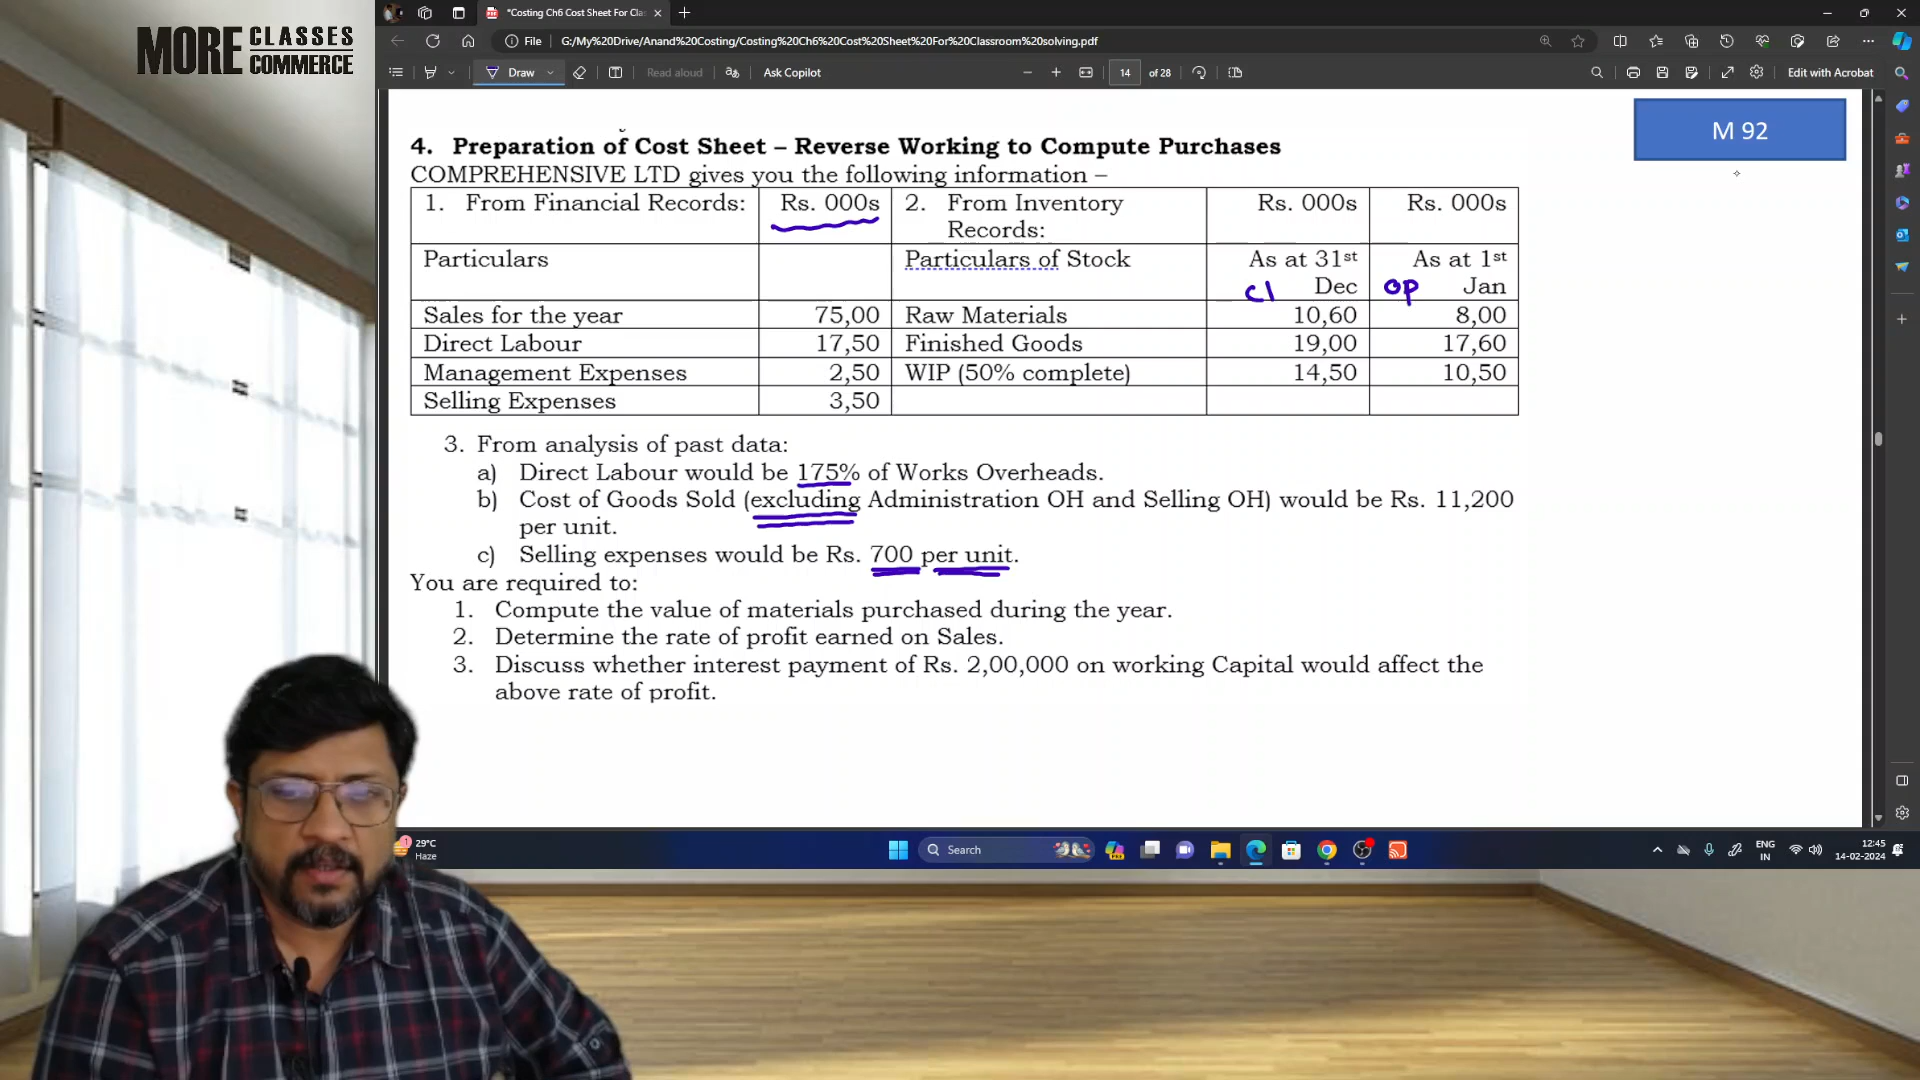 MORE CLASSES COMMERCE
*Costing Ch6 Cost Sheet For Cla
File G:/My%20Drive/Anand%20Costing/Costing%20Ch6%20Cost%20Sheet%20For%20Classroom%20solving.pdf
Draw Read aloud Ask Copilot 14 of 28 Edit with Acrobat
M 92
4. Preparation of Cost Sheet – Reverse Working to Compute Purchases
COMPREHENSIVE LTD gives you the following information –
1. From Financial Records: Rs. 000s 2. From Inventory Records: Rs. 000s Rs. 000s
Particulars Particulars of Stock As at 31st Dec As at 1st Jan
cl op
Sales for the year 75,00 Raw Materials 10,60 8,00
Direct Labour 17,50 Finished Goods 19,00 17,60
Management Expenses 2,50 WIP (50% complete) 14,50 10,50
Selling Expenses 3,50
3. From analysis of past data:
a) Direct Labour would be 175% of Works Overheads.
b) Cost of Goods Sold (excluding Administration OH and Selling OH) would be Rs. 11,200
per unit.
c) Selling expenses would be Rs. 700 per unit.
You are required to:
1. Compute the value of materials purchased during the year.
2. Determine the rate of profit earned on Sales.
3. Discuss whether interest payment of Rs. 2,00,000 on working Capital would affect the
above rate of profit.
29°C
Haze
Search
ENG
IN
12:45
14-02-2024